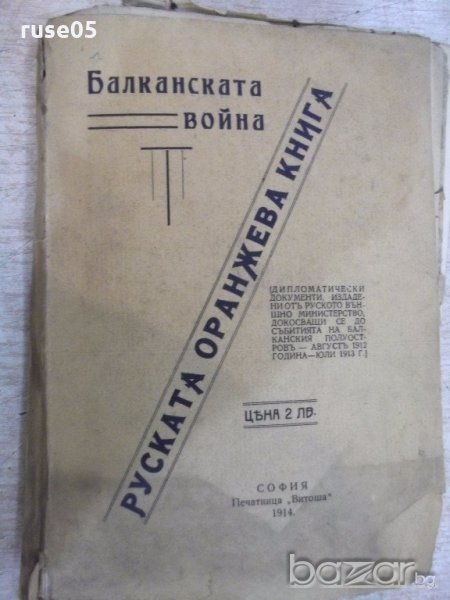 ruse05
Балканската
война
РУСКАТА ОРАНЖЕВА КНИГА
[ДИПЛОМАТИЧЕСКИ
ДОКУМЕНТИ, ИЗДАДЕ-
НИ ОТЪ РУСКОТО ВЪН-
ШНО МИНИСТЕРСТВО,
ДОКОСВАЩИ СЕ ДО
СЪБИТИЯТА НА БАЛ-
КАНСКИЯ ПОЛУОСТ-
РОВЪ — АВГУСТЪ 1912
ГОДИНА—ЮЛИ 1913 Г.]
ЦѢНА 2 ЛВ.
СОФИЯ
Печатница „Витоша"
1914.
bazar.bg